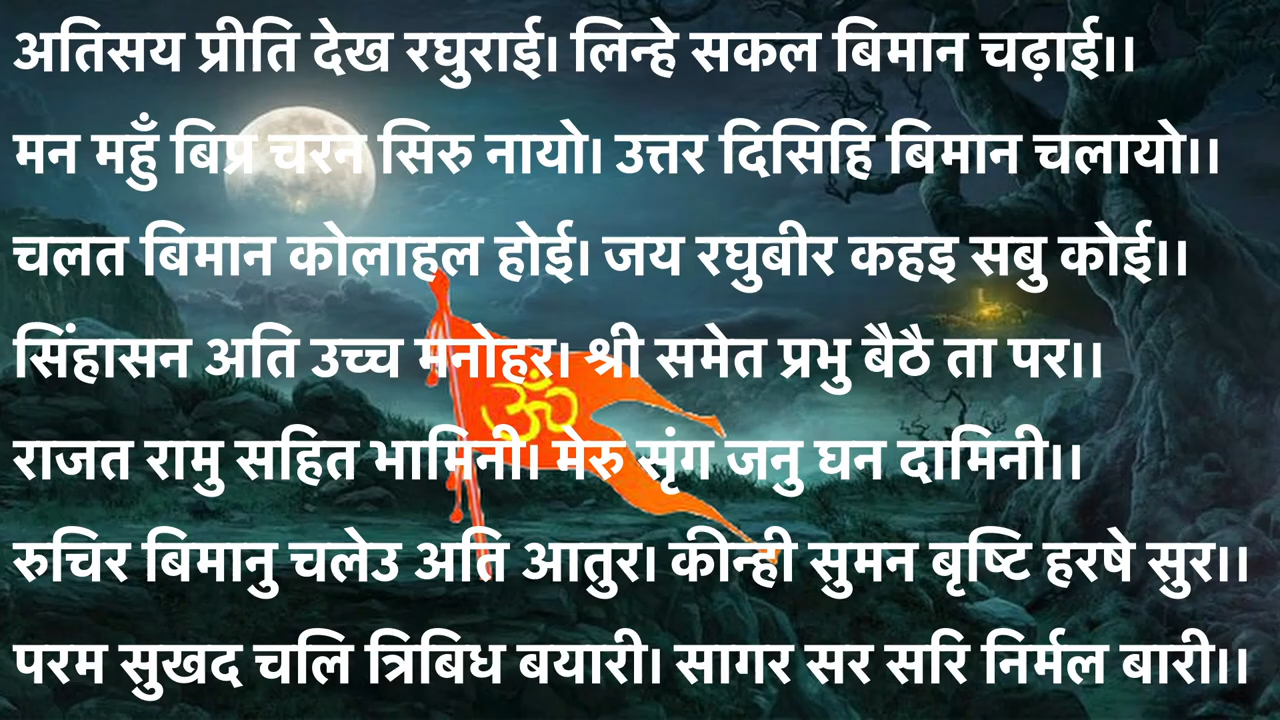 अतिसय प्रीति देख रघुराई। लिन्हे सकल बिमान चढ़ाई।।
मन महुँ बिप्र चरन सिरु नायो। उत्तर दिसिहि बिमान चलायो।।
चलत बिमान कोलाहल होई। जय रघुबीर कहइ सबु कोई।।
सिंहासन अति उच्च मनोहर। श्री समेत प्रभु बैठै ता पर।।
राजत रामु सहित भामिनी। मेरु सृंग जनु घन दामिनी।।
रुचिर बिमानु चलेउ अति आतुर। कीन्ही सुमन बृष्टि हरषे सुर।।
परम सुखद चलि त्रिबिध बयारी। सागर सर सरि निर्मल बारी।।
ॐ